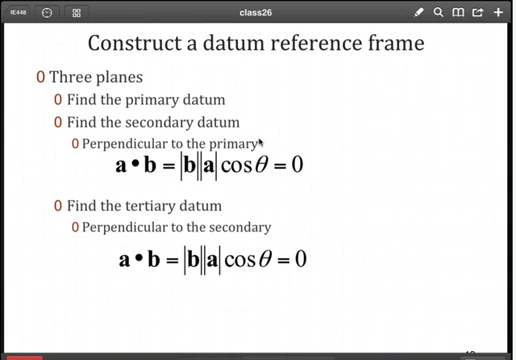 IE448
class26
Construct a datum reference frame
0 Three planes
0 Find the primary datum
0 Find the secondary datum
0 Perpendicular to the primary
a • b = |b||a| cos θ = 0
0 Find the tertiary datum
0 Perpendicular to the secondary
a • b = |b||a| cos θ = 0